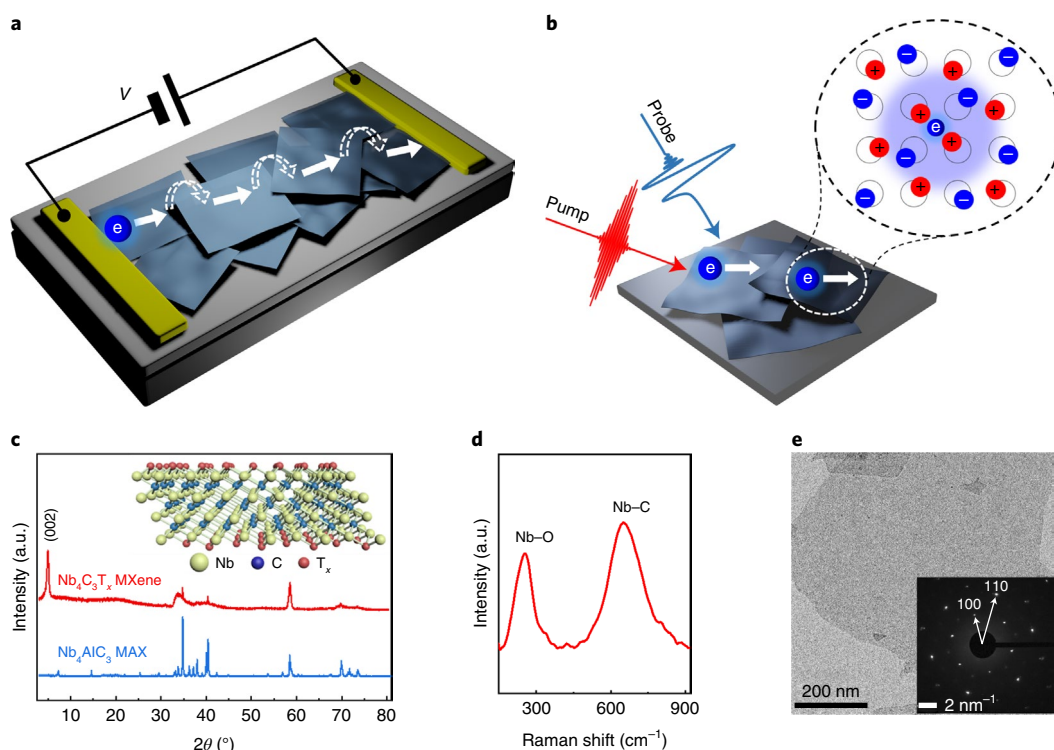 a
V
e
b
Probe
Pump
e
e
− − + + − + − + e + + − − − + − +
c
Intensity (a.u.)
(002)
Nb C Tₓ
Nb₄C₃Tₓ MXene
Nb₄AlC₃ MAX
10 20 30 40 50 60 70 80
2θ (°)
d
Intensity (a.u.)
Nb–O
Nb–C
300 600 900
Raman shift (cm⁻¹)
e
110
100
200 nm
2 nm⁻¹